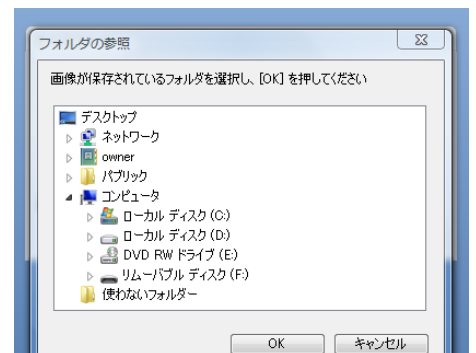 フォルダの参照
画像が保存されているフォルダを選択し、[OK] を押してください
デスクトップ
ネットワーク
owner
パブリック
コンピュータ
ローカル ディスク (C:)
ローカル ディスク (D:)
DVD RW ドライブ (E:)
リムーバブル ディスク (F:)
使わないフォルダー
OK
キャンセル